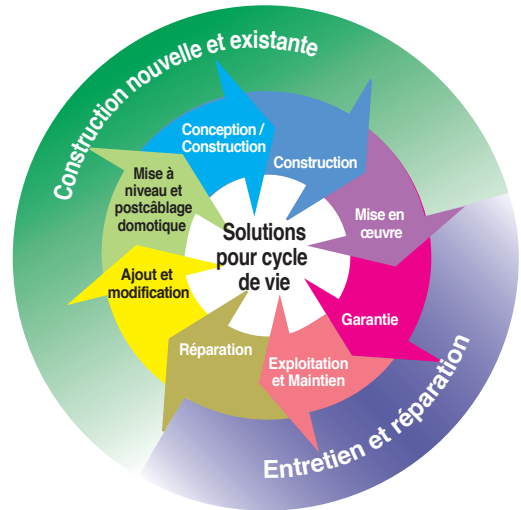 Construction nouvelle et existante
Conception /
Construction
Construction
Mise en
œuvre
Garantie
Exploitation
et Maintien
Réparation
Ajout et
modification
Mise à
niveau et
postcâblage
domotique
Solutions
pour cycle
de vie
Entretien et réparation